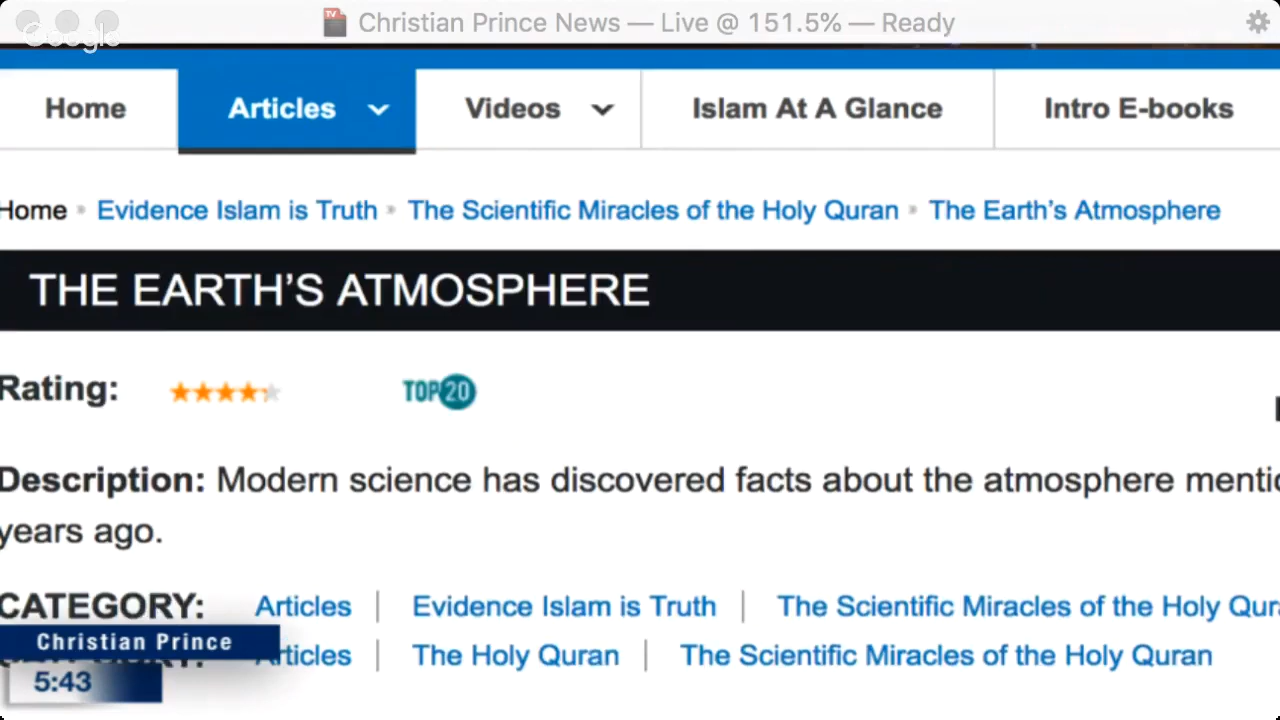 Christian Prince News — Live @ 151.5% — Ready
Google
Home Articles Videos Islam At A Glance Intro E-books
Home Evidence Islam is Truth The Scientific Miracles of the Holy Quran The Earth's Atmosphere
THE EARTH'S ATMOSPHERE
Rating: TOP 20
Description: Modern science has discovered facts about the atmosphere
years ago.
CATEGORY: Articles | Evidence Islam is Truth | The Scientific Miracles of the Holy
Christian Prince
Articles | The Holy Quran | The Scientific Miracles of the Holy Quran
5:43